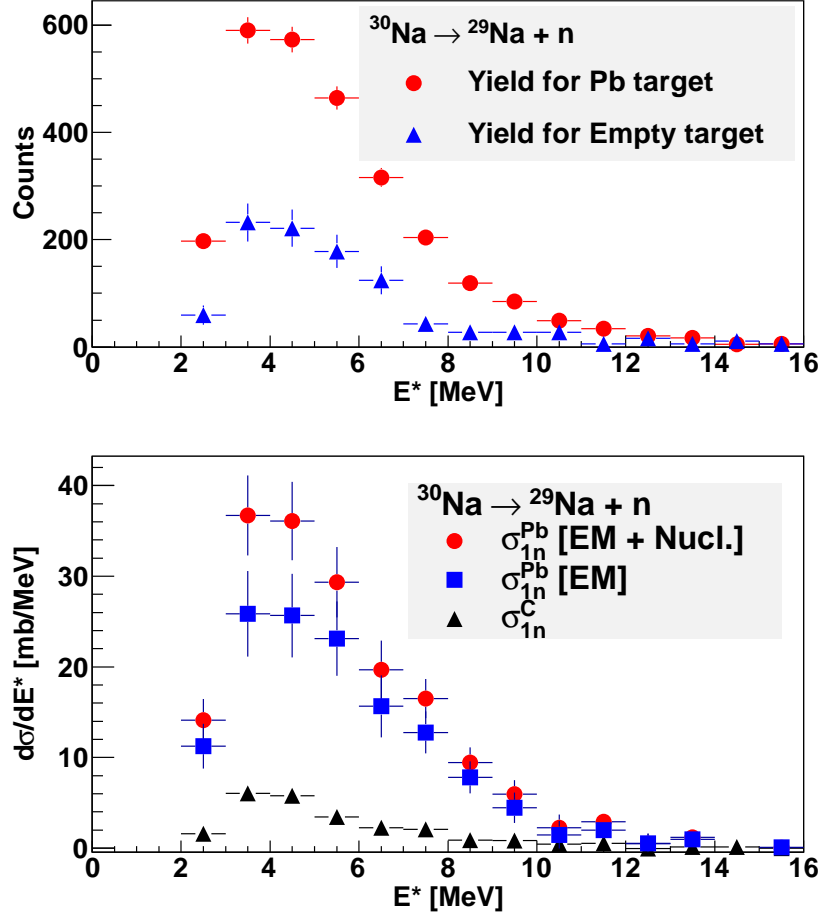 600
400
200
0
Counts
³⁰Na → ²⁹Na + n
Yield for Pb target
Yield for Empty target
0 2 4 6 8 10 12 14 16
E* [MeV]
40
30
20
10
0
dσ/dE* [mb/MeV]
³⁰Na → ²⁹Na + n
σ₁ₙᴾᵇ [EM + Nucl.]
σ₁ₙᴾᵇ [EM]
σ₁ₙᶜ
0 2 4 6 8 10 12 14 16
E* [MeV]